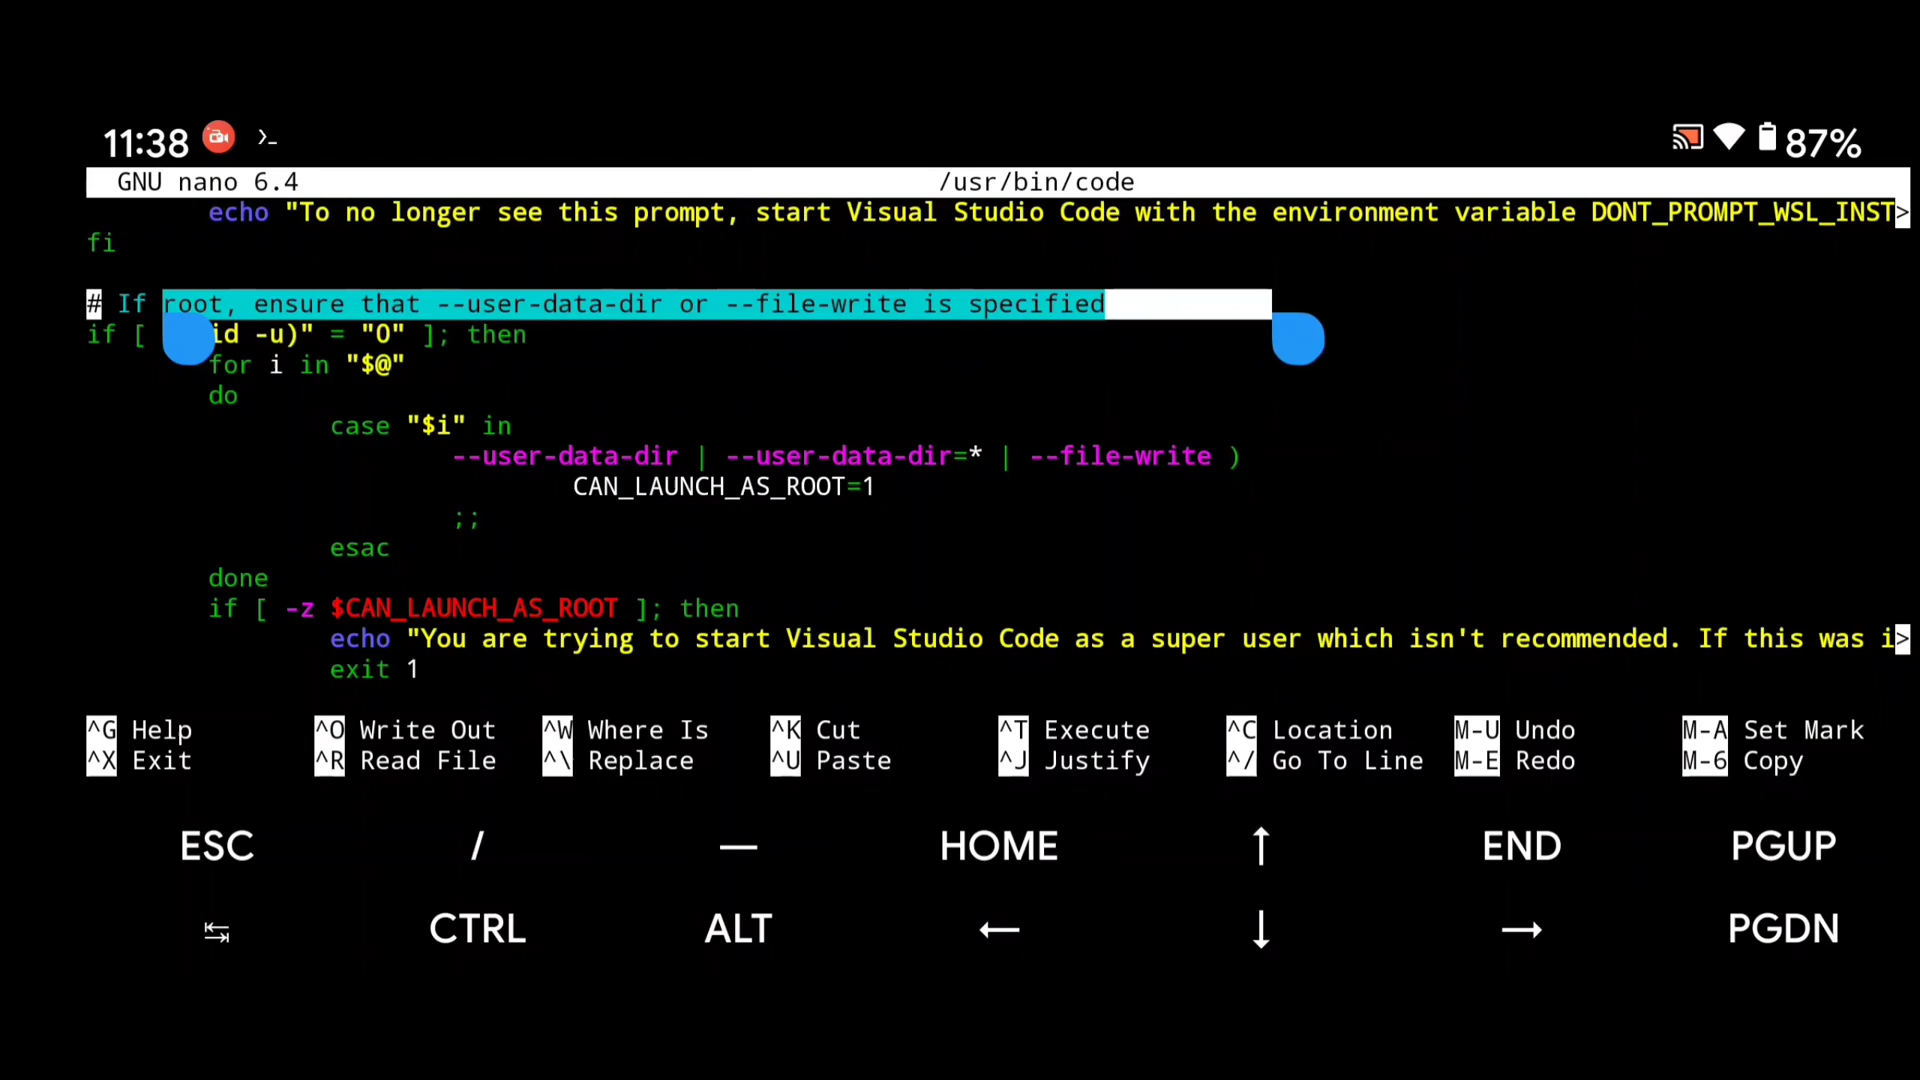 11:38
87%
GNU nano 6.4 /usr/bin/code
echo "To no longer see this prompt, start Visual Studio Code with the environment variable DONT_PROMPT_WSL_INST>
fi
# If root, ensure that --user-data-dir or --file-write is specified
if [ id -u)" = "0" ]; then
for i in "$@"
do
case "$i" in
--user-data-dir | --user-data-dir=* | --file-write )
CAN_LAUNCH_AS_ROOT=1
;;
esac
done
if [ -z $CAN_LAUNCH_AS_ROOT ]; then
echo "You are trying to start Visual Studio Code as a super user which isn't recommended. If this was i>
exit 1
^G Help ^O Write Out ^W Where Is ^K Cut ^T Execute ^C Location M-U Undo M-A Set Mark
^X Exit ^R Read File ^\ Replace ^U Paste ^J Justify ^/ Go To Line M-E Redo M-6 Copy
ESC / — HOME ↑ END PGUP
↹ CTRL ALT ← ↓ → PGDN